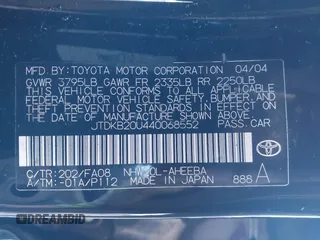 MFD. BY: TOYOTA MOTOR CORPORATION 04/04
GVWR 3795LB GAWR FR 2335LB RR 2250LB
THIS VEHICLE CONFORMS TO ALL APPLICABLE
FEDERAL MOTOR VEHICLE SAFETY, BUMPER, AND
THEFT PREVENTION STANDARDS IN EFFECT ON
THE DATE OF MANUFACTURE SHOWN ABOVE.
JTDKB20U440068552
PASS. CAR
C/TR: 202/FA08 NHW20L-AHEEBA
A/TM: -01A/P112 MADE IN JAPAN 888 A
TOYOTA
DREAMBID